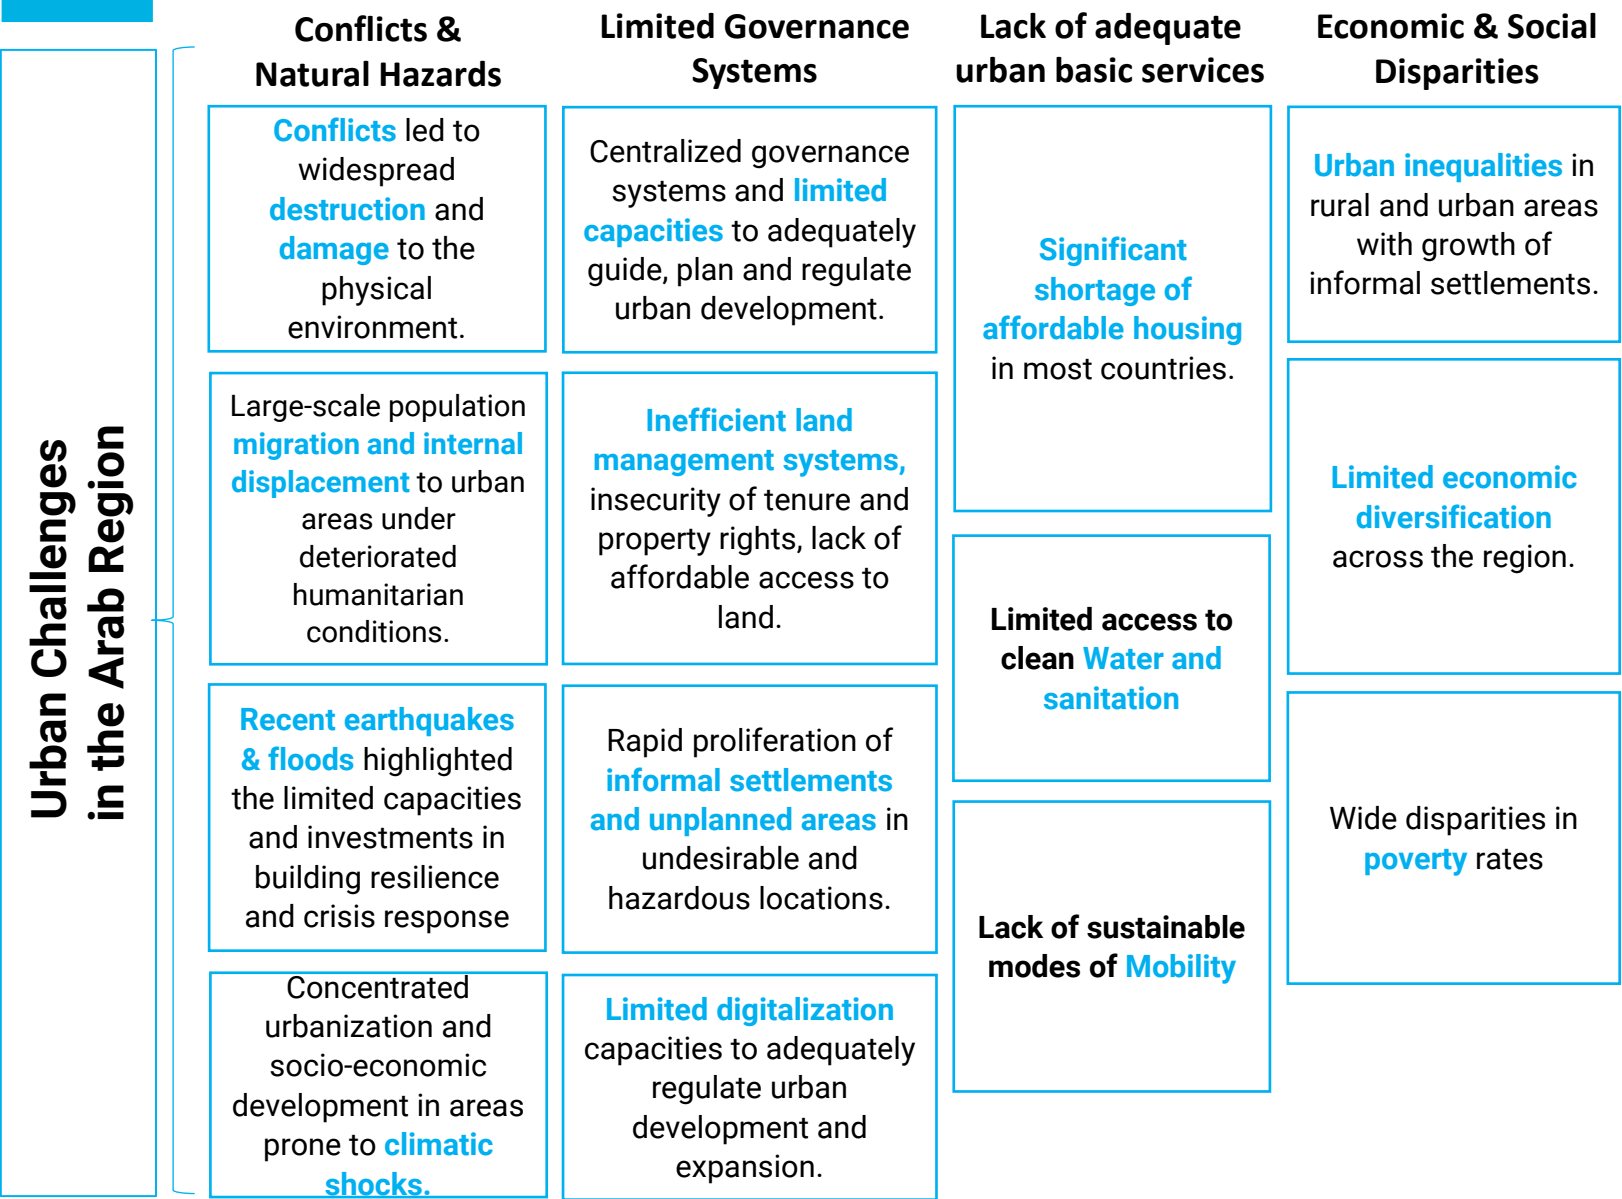 Urban Challenges
in the Arab Region
Conflicts &
Natural Hazards
Conflicts led to
widespread
destruction and
damage to the
physical
environment.
Large-scale population
migration and internal
displacement to urban
areas under
deteriorated
humanitarian
conditions.
Recent earthquakes
& floods highlighted
the limited capacities
and investments in
building resilience
and crisis response
Concentrated
urbanization and
socio-economic
development in areas
prone to climatic
shocks.
Limited Governance
Systems
Centralized governance
systems and limited
capacities to adequately
guide, plan and regulate
urban development.
Inefficient land
management systems,
insecurity of tenure and
property rights, lack of
affordable access to
land.
Rapid proliferation of
informal settlements
and unplanned areas in
undesirable and
hazardous locations.
Limited digitalization
capacities to adequately
regulate urban
development and
expansion.
Lack of adequate
urban basic services
Significant
shortage of
affordable housing
in most countries.
Limited access to
clean Water and
sanitation
Lack of sustainable
modes of Mobility
Economic & Social
Disparities
Urban inequalities in
rural and urban areas
with growth of
informal settlements.
Limited economic
diversification
across the region.
Wide disparities in
poverty rates